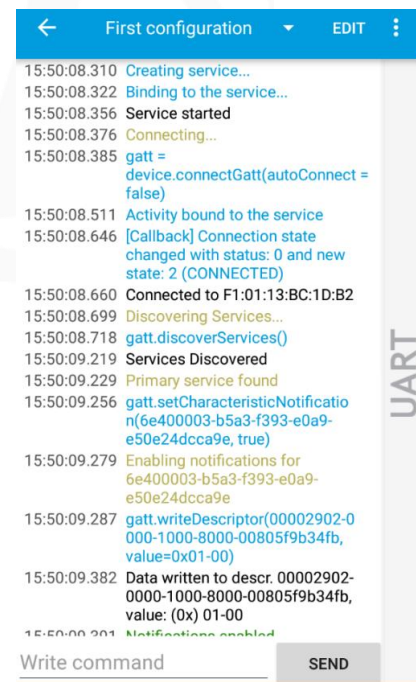 First configuration EDIT
15:50:08.310 Creating service...
15:50:08.322 Binding to the service...
15:50:08.356 Service started
15:50:08.376 Connecting...
15:50:08.385 gatt =
device.connectGatt(autoConnect =
false)
15:50:08.511 Activity bound to the service
15:50:08.646 [Callback] Connection state
changed with status: 0 and new
state: 2 (CONNECTED)
15:50:08.660 Connected to F1:01:13:BC:1D:B2
15:50:08.699 Discovering Services...
15:50:08.718 gatt.discoverServices()
15:50:09.219 Services Discovered
15:50:09.229 Primary service found
15:50:09.256 gatt.setCharacteristicNotificatio
n(6e400003-b5a3-f393-e0a9-
e50e24dcca9e, true)
15:50:09.279 Enabling notifications for
6e400003-b5a3-f393-e0a9-
e50e24dcca9e
15:50:09.287 gatt.writeDescriptor(00002902-0
000-1000-8000-00805f9b34fb,
value=0x01-00)
15:50:09.382 Data written to descr. 00002902-
0000-1000-8000-00805f9b34fb,
value: (0x) 01-00
15:50:09.391 Notifications enabled
Write command SEND
UART